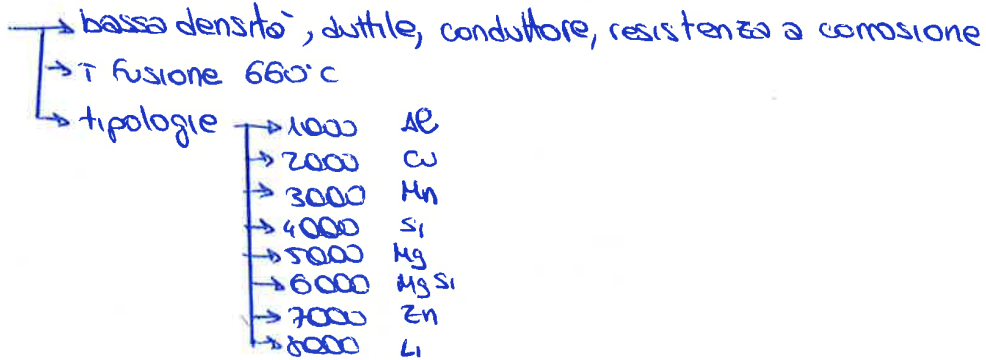 bassa densità, duttile, conduttore, resistenza a corrosione
T fusione 660°C
tipologie
1000 Al
2000 Cu
3000 Mn
4000 Si
5000 Mg
6000 Mg Si
7000 Zn
8000 Li